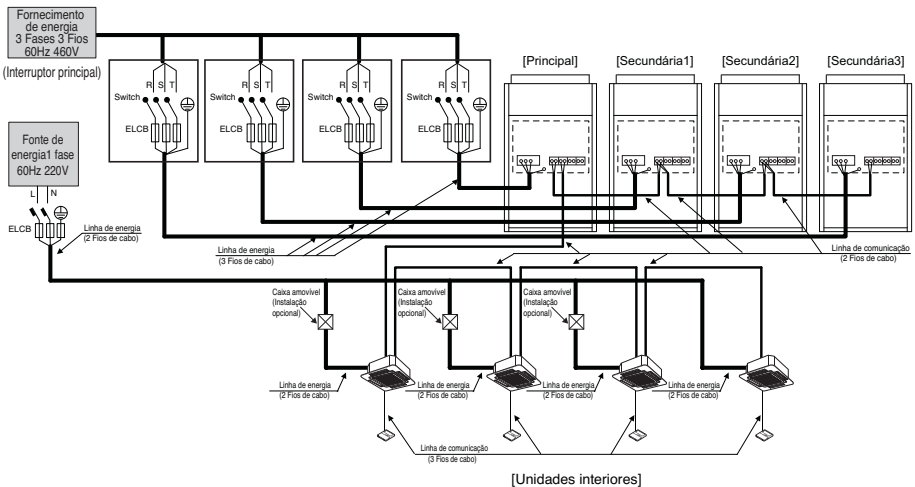 Fornecimento
de energia
3 Fases 3 Fios
60Hz 460V
(Interruptor principal)
[Principal]
[Secundária1]
[Secundária2]
[Secundária3]
R S T
R S T
R S T
R S T
Switch
Switch
Switch
Switch
ELCB
ELCB
ELCB
ELCB
Fonte de
energia1 fase
60Hz 220V
L N
ELCB
Linha de energia
(2 Fios de cabo)
Linha de energia
(3 Fios de cabo)
Linha de comunicação
(2 Fios de cabo)
Caixa amovível
(Instalação
opcional)
Caixa amovível
(Instalação
opcional)
Caixa amovível
(Instalação
opcional)
Linha de energia
(2 Fios de cabo)
Linha de energia
(2 Fios de cabo)
Linha de energia
(2 Fios de cabo)
Linha de energia
(2 Fios de cabo)
Linha de comunicação
(3 Fios de cabo)
[Unidades interiores]